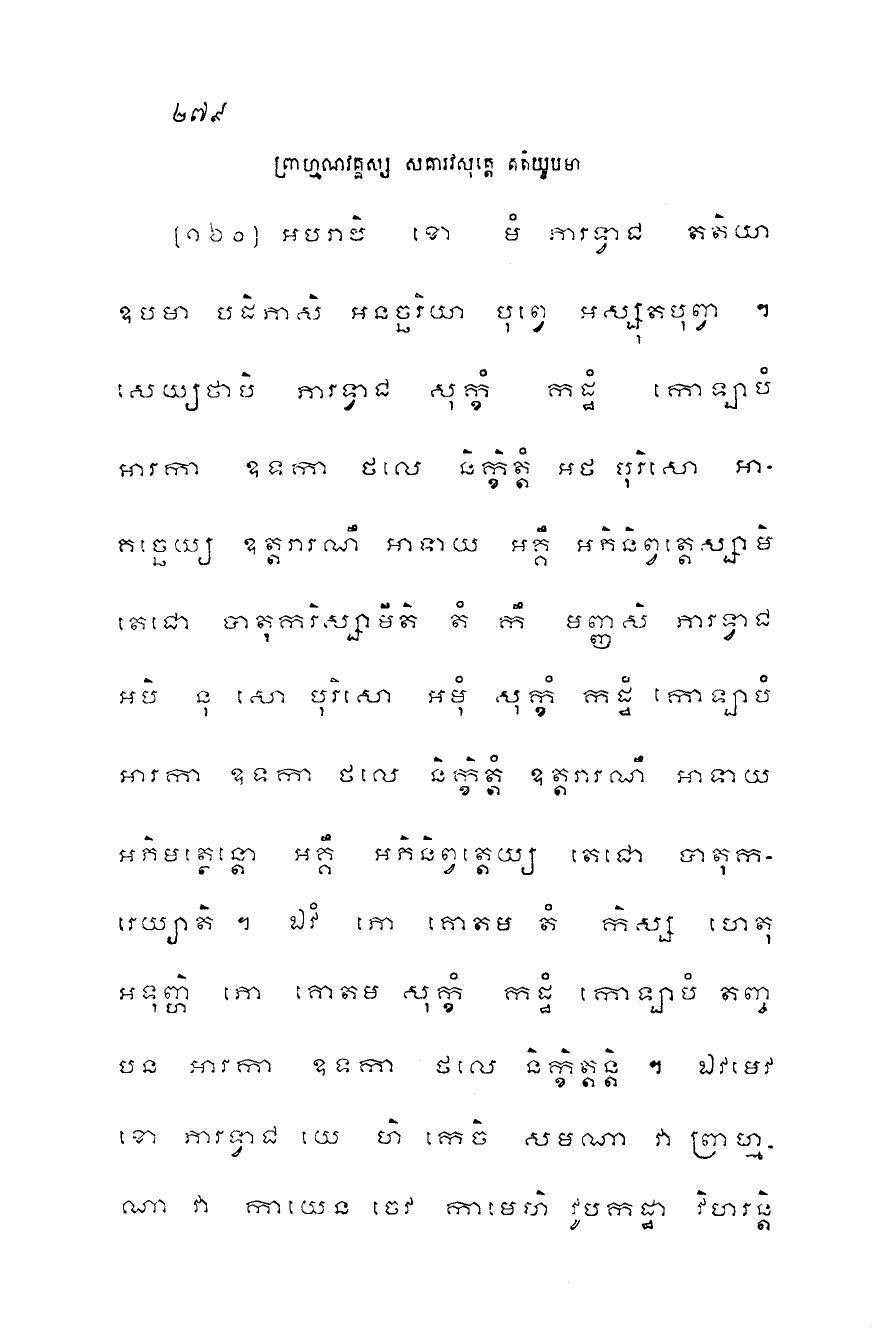 ២៧៩
ព្រាហ្មណវគ្គស្ស សគារវសុត្តេ តតិយូបមា
[១៦០] អបរាបិ ខោ មំ ភារទ្វាជ តតិយា
ឧបមា បដិភាសិ អនច្ឆរិយា បុព្វេ អស្សុតបុព្វា ។
សេយ្យថាបិ ភារទ្វាជ សុក្ខំ កដ្ឋំ កោឡាបំ
អារកា ឧទកា ថលេ និក្ខិត្តំ អថ បុរិសោ អា-
គច្ឆេយ្យ ឧត្តរារណឹ អាទាយ អគ្គឹ អភិនិព្វត្តេស្សាមិ
តេជោ បាតុករិស្សាមីតិ តំ កឹ មញ្ញសិ ភារទ្វាជ
អបិ នុ សោ បុរិសោ អមុំ សុក្ខំ កដ្ឋំ កោឡាបំ
អារកា ឧទកា ថលេ និក្ខិត្តំ ឧត្តរារណឹ អាទាយ
អភិមត្ថេន្តោ អគ្គឹ អភិនិព្វត្តេយ្យ តេជោ បាតុក-
រេយ្យាតិ ។ ឯវំ ភោ គោតម តំ កិស្ស ហេតុ
អទុញ្ហិ ភោ គោតម សុក្ខំ កដ្ឋំ កោឡាបំ តញ្ច
បន អារកា ឧទកា ថលេ និក្ខិត្តន្តិ ។ ឯវមេវ
ខោ ភារទ្វាជ យេ ហិ កេចិ សមណា វា ព្រាហ្ម-
ណា វា កាយេន ចេវ កាមេហិ វូបកដ្ឋា វិហរន្តិ